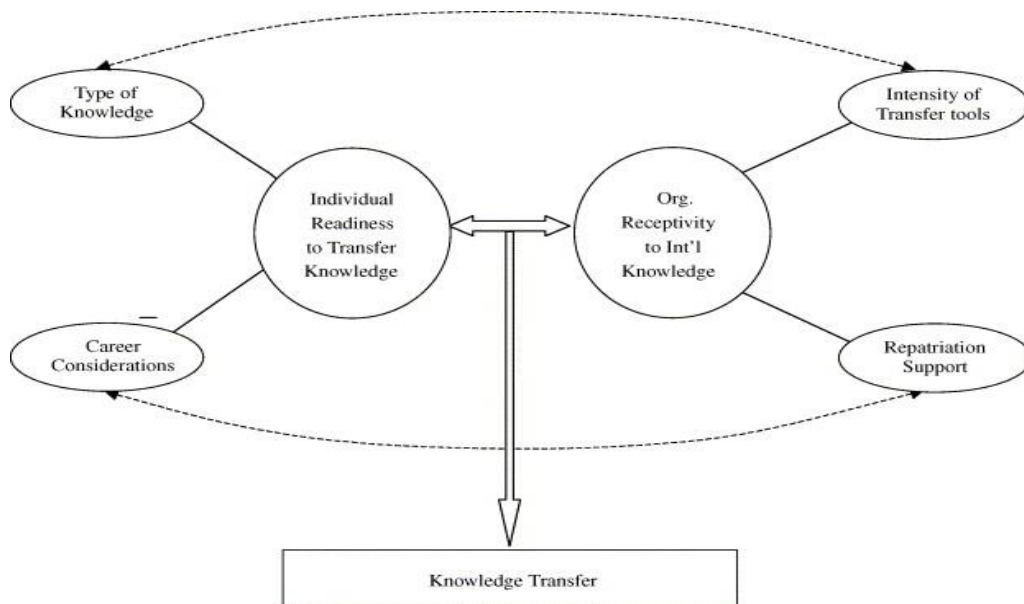 Type of
Knowledge
Intensity of
Transfer tools
Individual
Readiness
to Transfer
Knowledge
Org.
Receptivity
to Int'l
Knowledge
Career
Considerations
Repatriation
Support
Knowledge Transfer